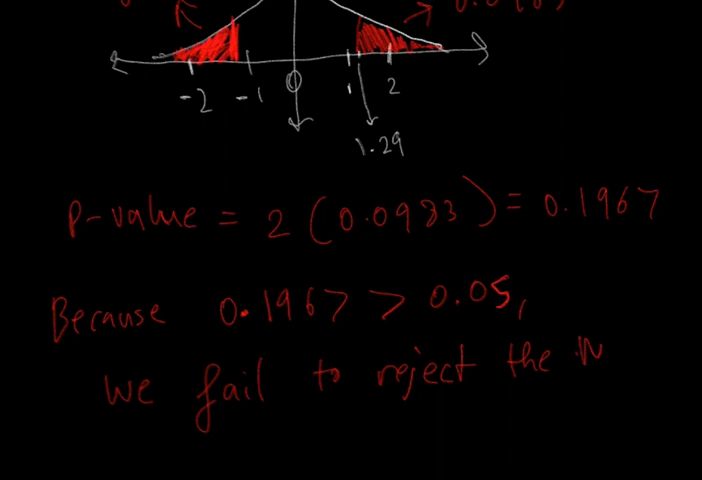 -2 -1 0 1 2
1.29
P-value = 2 (0.0983) = 0.1967
Because 0.1967 > 0.05,
we fail to reject the